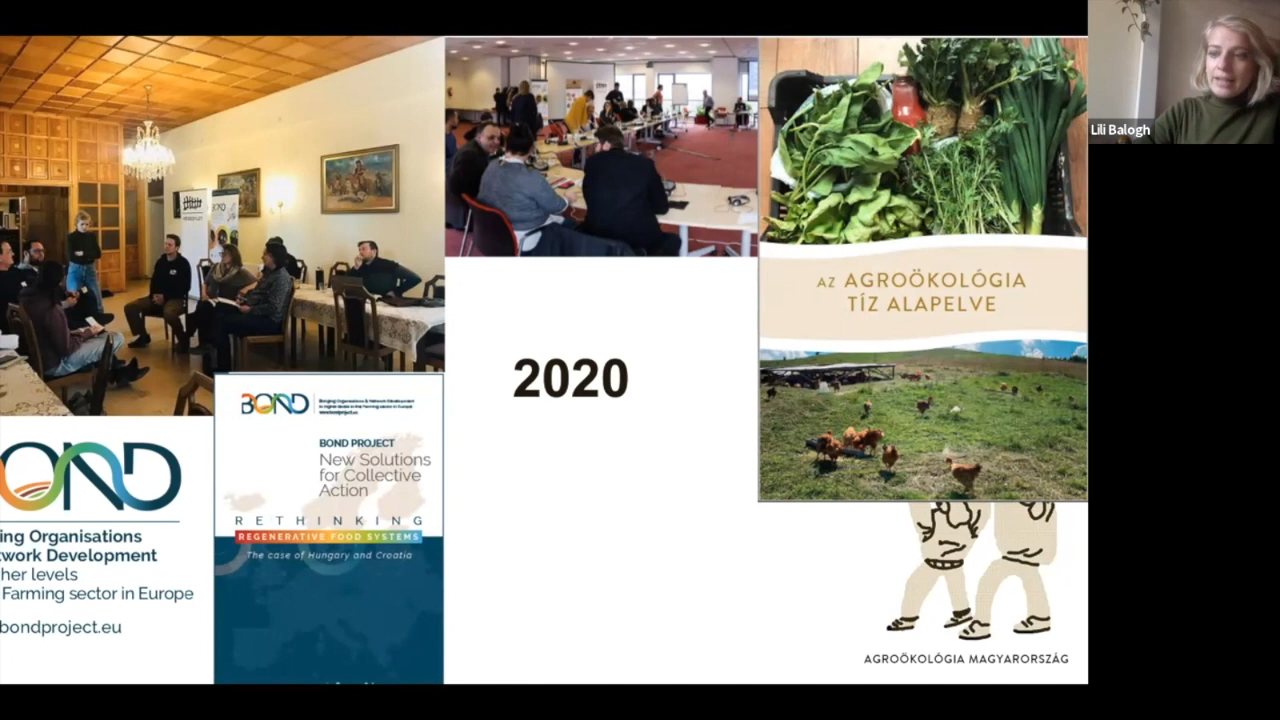 Lili Balogh
BOND
AZ AGROÖKOLÓGIA
TÍZ ALAPELVE
2020
BOND
Bringing Organisations & Network Development
to higher levels in the Farming sector in Europe
www.bondproject.eu
BOND PROJECT
New Solutions
for Collective
Action
RETHINKING
REGENERATIVE FOOD SYSTEMS
The case of Hungary and Croatia
OND
ing Organisations
twork Development
her levels
Farming sector in Europe
bondproject.eu
AGROÖKOLÓGIA MAGYARORSZÁG